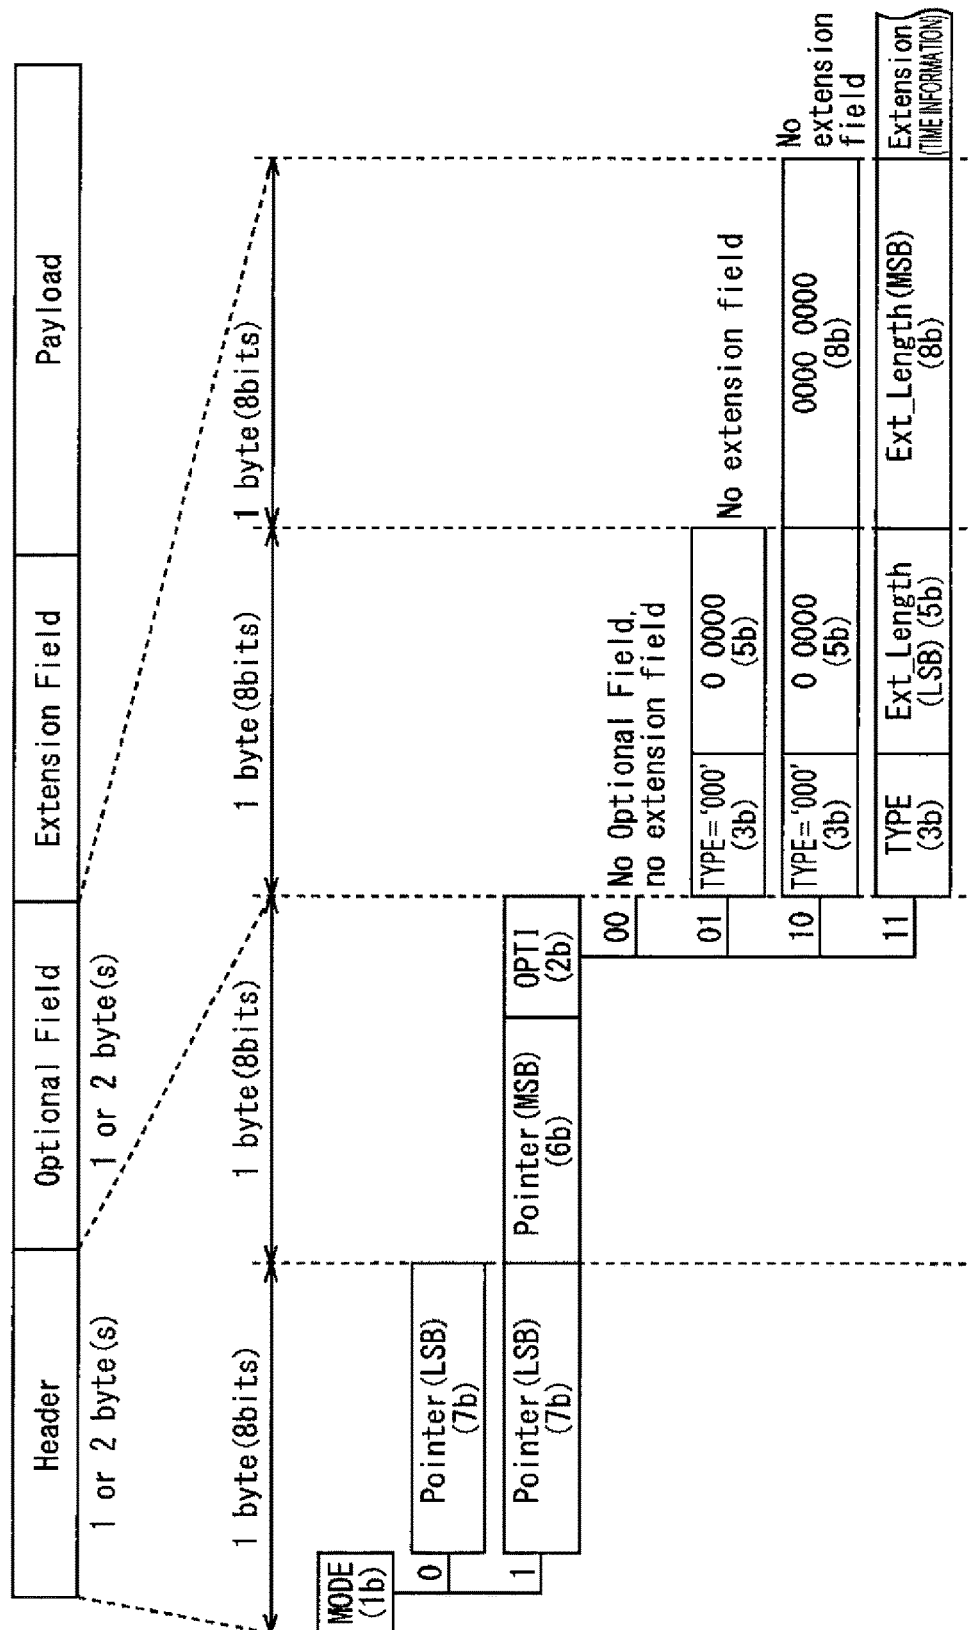 Header
Optional Field
Extension Field
Payload
1 or 2 byte(s)
1 or 2 byte(s)
1 byte(8bits)
1 byte(8bits)
1 byte(8bits)
1 byte(8bits)
MODE
(1b)
0
Pointer(LSB)
(7b)
1
Pointer(LSB)
(7b)
Pointer(MSB)
(6b)
OPTI
(2b)
00
No Optional Field,
no extension field
01
TYPE='000'
(3b)
0 0000
(5b)
No extension field
10
TYPE='000'
(3b)
0 0000
(5b)
0000 0000
(8b)
No
extension
field
11
TYPE
(3b)
Ext_Length
(LSB) (5b)
Ext_Length(MSB)
(8b)
Extension
(TIME INFORMATION)